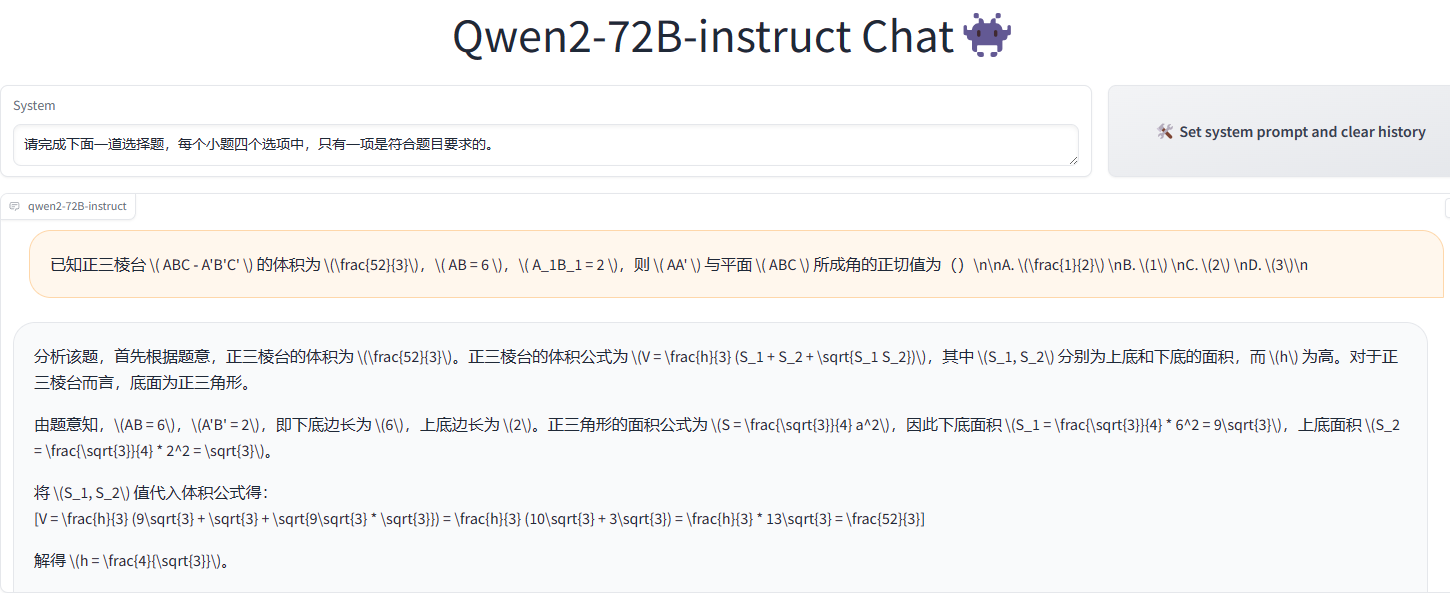 Qwen2-72B-instruct Chat
System
请完成下面一道选择题，每个小题四个选项中，只有一项是符合题目要求的。
Set system prompt and clear history
qwen2-72B-instruct
已知正三棱台 \( ABC - A'B'C' \) 的体积为 \(\frac{52}{3}\)，\( AB = 6 \)，\( A_1B_1 = 2 \)，则 \( AA' \) 与平面 \( ABC \) 所成角的正切值为（）\n\nA. \(\frac{1}{2}\) \nB. \(1\) \nC. \(2\) \nD. \(3\)\n
分析该题，首先根据题意，正三棱台的体积为 \(\frac{52}{3}\)。正三棱台的体积公式为 \(V = \frac{h}{3} (S_1 + S_2 + \sqrt{S_1 S_2})\)，其中 \(S_1, S_2\) 分别为上底和下底的面积，而 \(h\) 为高。对于正
三棱台而言，底面为正三角形。
由题意知，\(AB = 6\)，\(A'B' = 2\)，即下底边长为 \(6\)，上底边长为 \(2\)。正三角形的面积公式为 \(S = \frac{\sqrt{3}}{4} a^2\)，因此下底面积 \(S_1 = \frac{\sqrt{3}}{4} * 6^2 = 9\sqrt{3}\)，上底面积 \(S_2
= \frac{\sqrt{3}}{4} * 2^2 = \sqrt{3}\)。
将 \(S_1, S_2\) 值代入体积公式得：
[V = \frac{h}{3} (9\sqrt{3} + \sqrt{3} + \sqrt{9\sqrt{3} * \sqrt{3}}) = \frac{h}{3} (10\sqrt{3} + 3\sqrt{3}) = \frac{h}{3} * 13\sqrt{3} = \frac{52}{3}]
解得 \(h = \frac{4}{\sqrt{3}}\)。